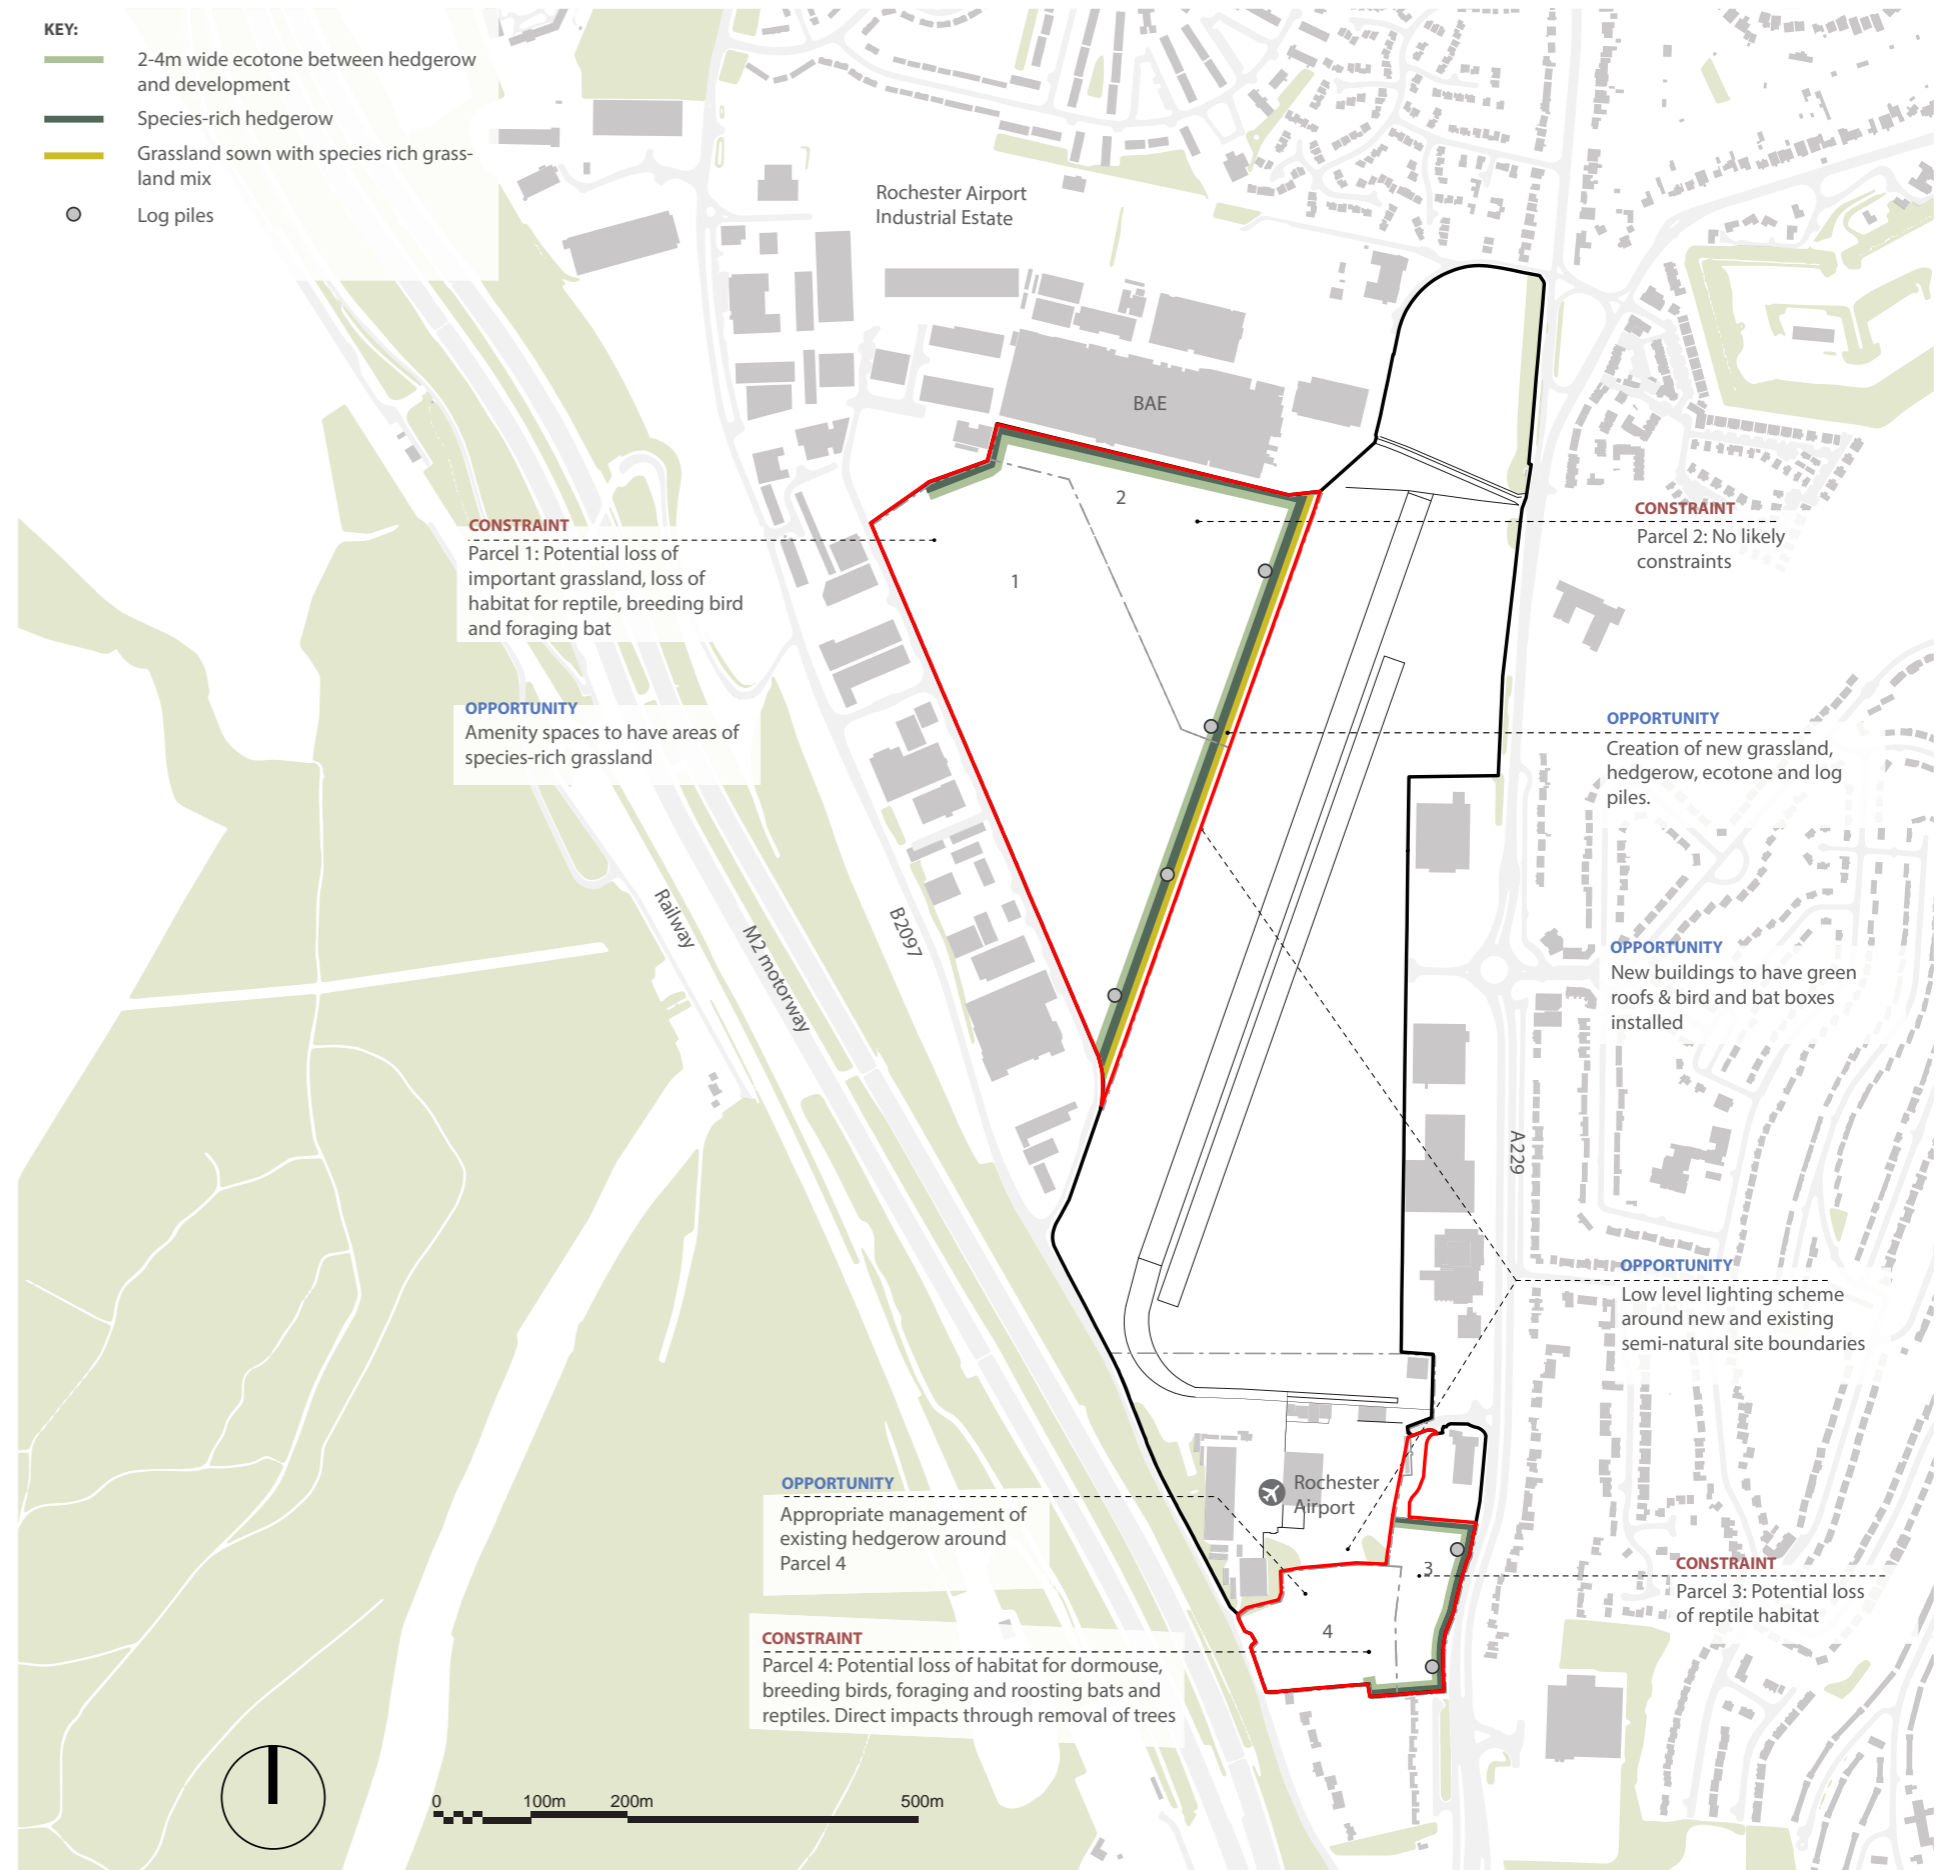 KEY:
2-4m wide ecotone between hedgerow
and development
Species-rich hedgerow
Grassland sown with species rich grass-
land mix
Log piles
Rochester Airport
Industrial Estate
BAE
2
1
CONSTRAINT
Parcel 1: Potential loss of
important grassland, loss of
habitat for reptile, breeding bird
and foraging bat
CONSTRAINT
Parcel 2: No likely
constraints
OPPORTUNITY
Amenity spaces to have areas of
species-rich grassland
OPPORTUNITY
Creation of new grassland,
hedgerow, ecotone and log
piles.
Railway
M2 motorway
B2097
OPPORTUNITY
New buildings to have green
roofs & bird and bat boxes
installed
A229
OPPORTUNITY
Low level lighting scheme
around new and existing
semi-natural site boundaries
OPPORTUNITY
Appropriate management of
existing hedgerow around
Parcel 4
Rochester
Airport
3
4
CONSTRAINT
Parcel 3: Potential loss
of reptile habitat
CONSTRAINT
Parcel 4: Potential loss of habitat for dormouse,
breeding birds, foraging and roosting bats and
reptiles. Direct impacts through removal of trees
0 100m 200m 500m